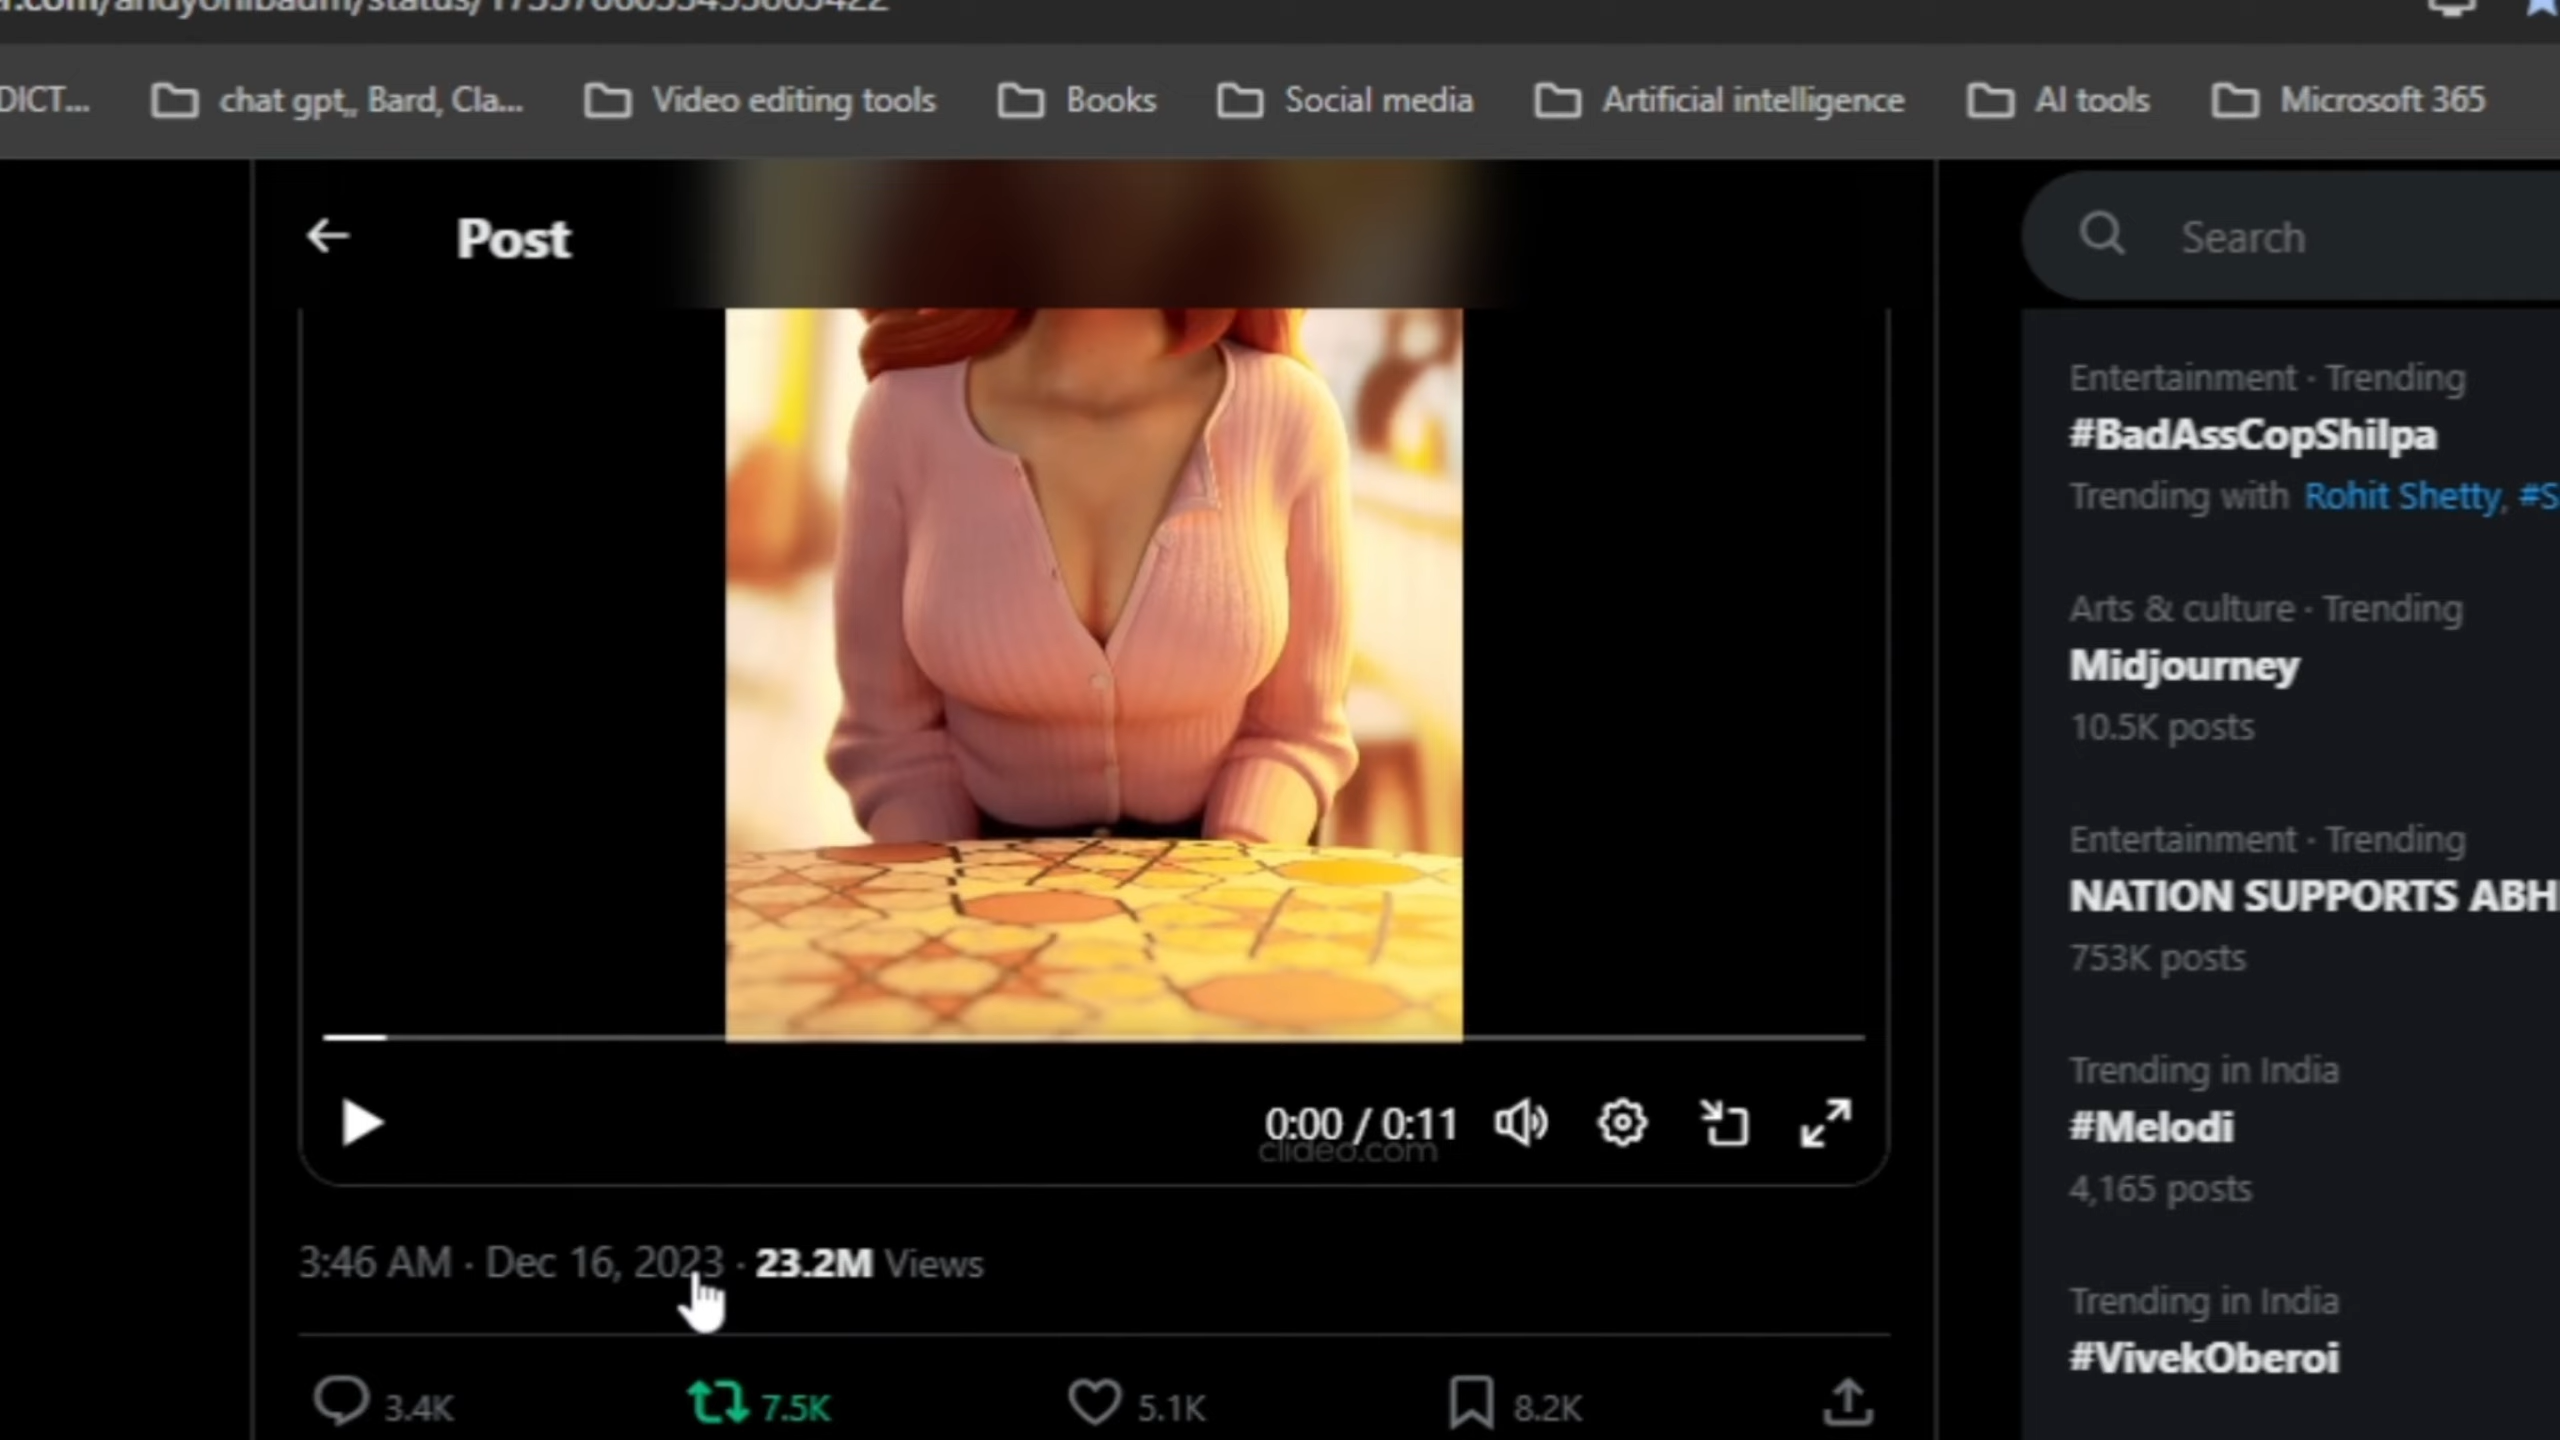 chat gpt,, Bard, Cla...
Video editing tools
Books
Social media
Artificial intelligence
AI tools
Microsoft 365
DICT...
Post
Search
Entertainment · Trending
#BadAssCopShilpa
Trending with Rohit Shetty, #S
Arts & culture · Trending
Midjourney
10.5K posts
Entertainment · Trending
NATION SUPPORTS ABH
753K posts
Trending in India
#Melodi
4,165 posts
Trending in India
#VivekOberoi
0:00 / 0:11
clideo.com
3:46 AM · Dec 16, 2023 · 23.2M Views
3.4K
7.5K
5.1K
8.2K